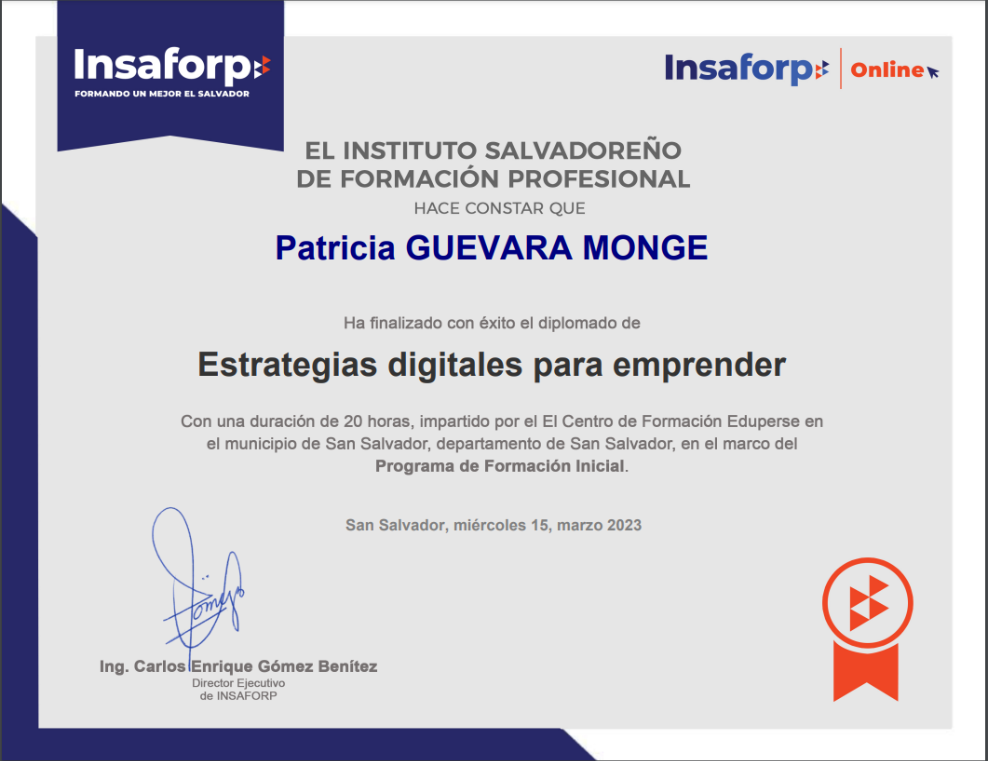 Insaforp
FORMANDO UN MEJOR EL SALVADOR
Insaforp Online
EL INSTITUTO SALVADOREÑO
DE FORMACIÓN PROFESIONAL
HACE CONSTAR QUE
Patricia GUEVARA MONGE
Ha finalizado con éxito el diplomado de
Estrategias digitales para emprender
Con una duración de 20 horas, impartido por el El Centro de Formación Eduperse en
el municipio de San Salvador, departamento de San Salvador, en el marco del
Programa de Formación Inicial.
San Salvador, miércoles 15, marzo 2023
Ing. Carlos Enrique Gómez Benítez
Director Ejecutivo
de INSAFORP